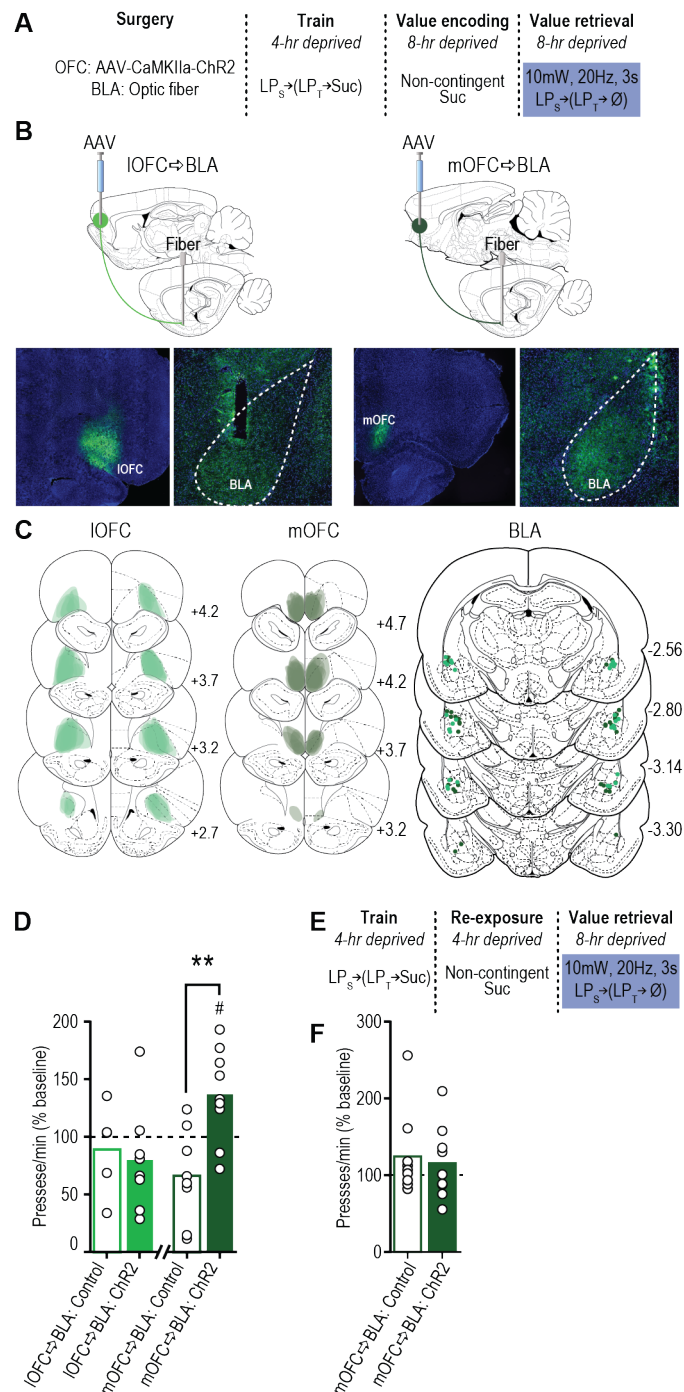 A
Surgery
OFC: AAV-CaMKIIa-ChR2
BLA: Optic fiber
Train
4-hr deprived
LPS→(LPT→Suc)
Value encoding
8-hr deprived
Non-contingent
Suc
Value retrieval
8-hr deprived
10mW, 20Hz, 3s
LPS→(LPT→Ø)
B
AAV
lOFC⇨BLA
Fiber
AAV
mOFC⇨BLA
Fiber
lOFC
BLA
mOFC
BLA
C
lOFC
mOFC
BLA
+4.2
+3.7
+3.2
+2.7
+4.7
+4.2
+3.7
+3.2
-2.56
-2.80
-3.14
-3.30
D
**
#
Pressese/min (% baseline)
200
150
100
50
0
lOFC⇨BLA: Control
lOFC⇨BLA: ChR2
mOFC⇨BLA: Control
mOFC⇨BLA: ChR2
E
Train
4-hr deprived
LPS→(LPT→Suc)
Re-exposure
4-hr deprived
Non-contingent
Suc
Value retrieval
8-hr deprived
10mW, 20Hz, 3s
LPS→(LPT→Ø)
F
Pressses/min (% baseline)
300
200
100
0
mOFC⇨BLA: Control
mOFC⇨BLA: ChR2